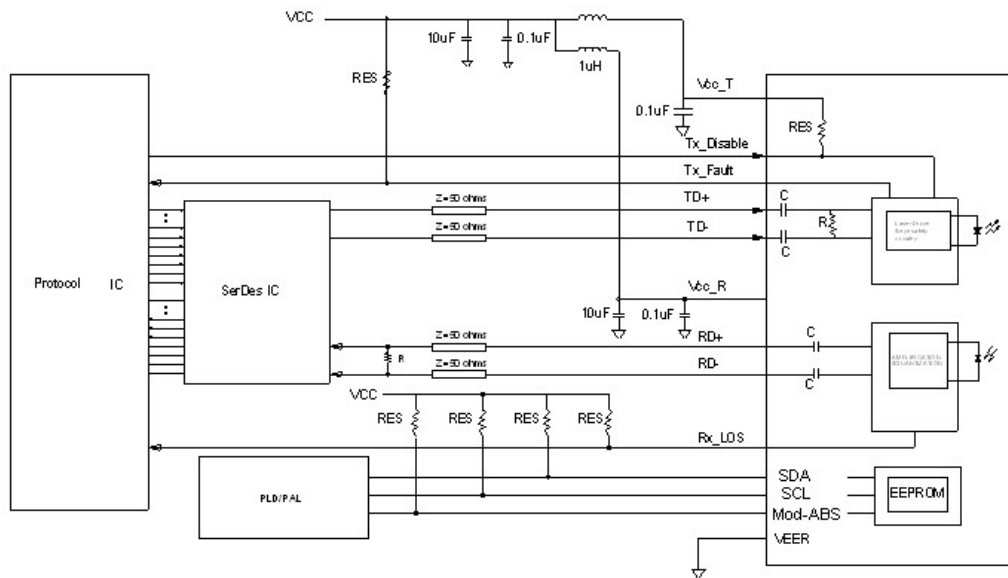 VCC
10uF
0.1uF
1uH
RES
Vcc_T
0.1uF
RES
Tx_Disable
Tx_Fault
Z=50 ohms
TD+
C
R
Z=50 ohms
TD-
C
Protocol IC
SerDes IC
Vcc_R
10uF
0.1uF
Z=50 ohms
RD+
C
R
Z=50 ohms
RD-
C
VCC
RES
RES
RES
RES
Rx_LOS
PLD/PAL
SDA
SCL
Mod-ABS
EEPROM
VEER